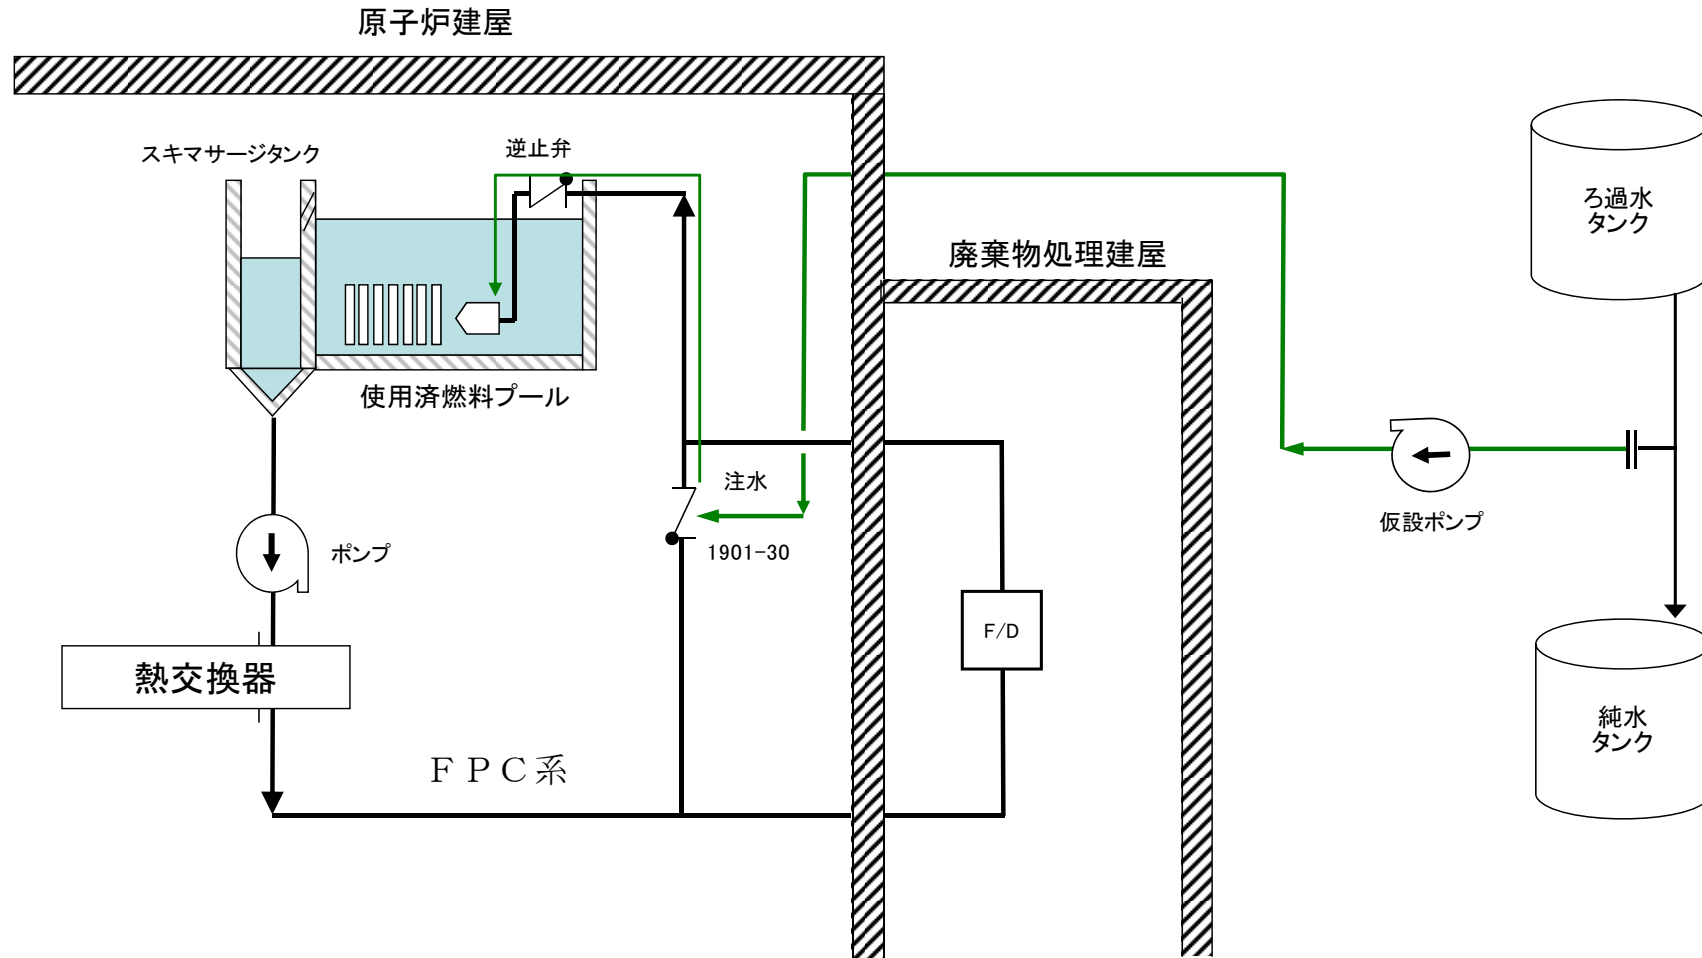 原子炉建屋
スキマサージタンク
逆止弁
ろ過水
タンク
廃棄物処理建屋
使用済燃料プール
注水
仮設ポンプ
ポンプ
1901-30
F/D
熱交換器
純水
タンク
ＦＰＣ系